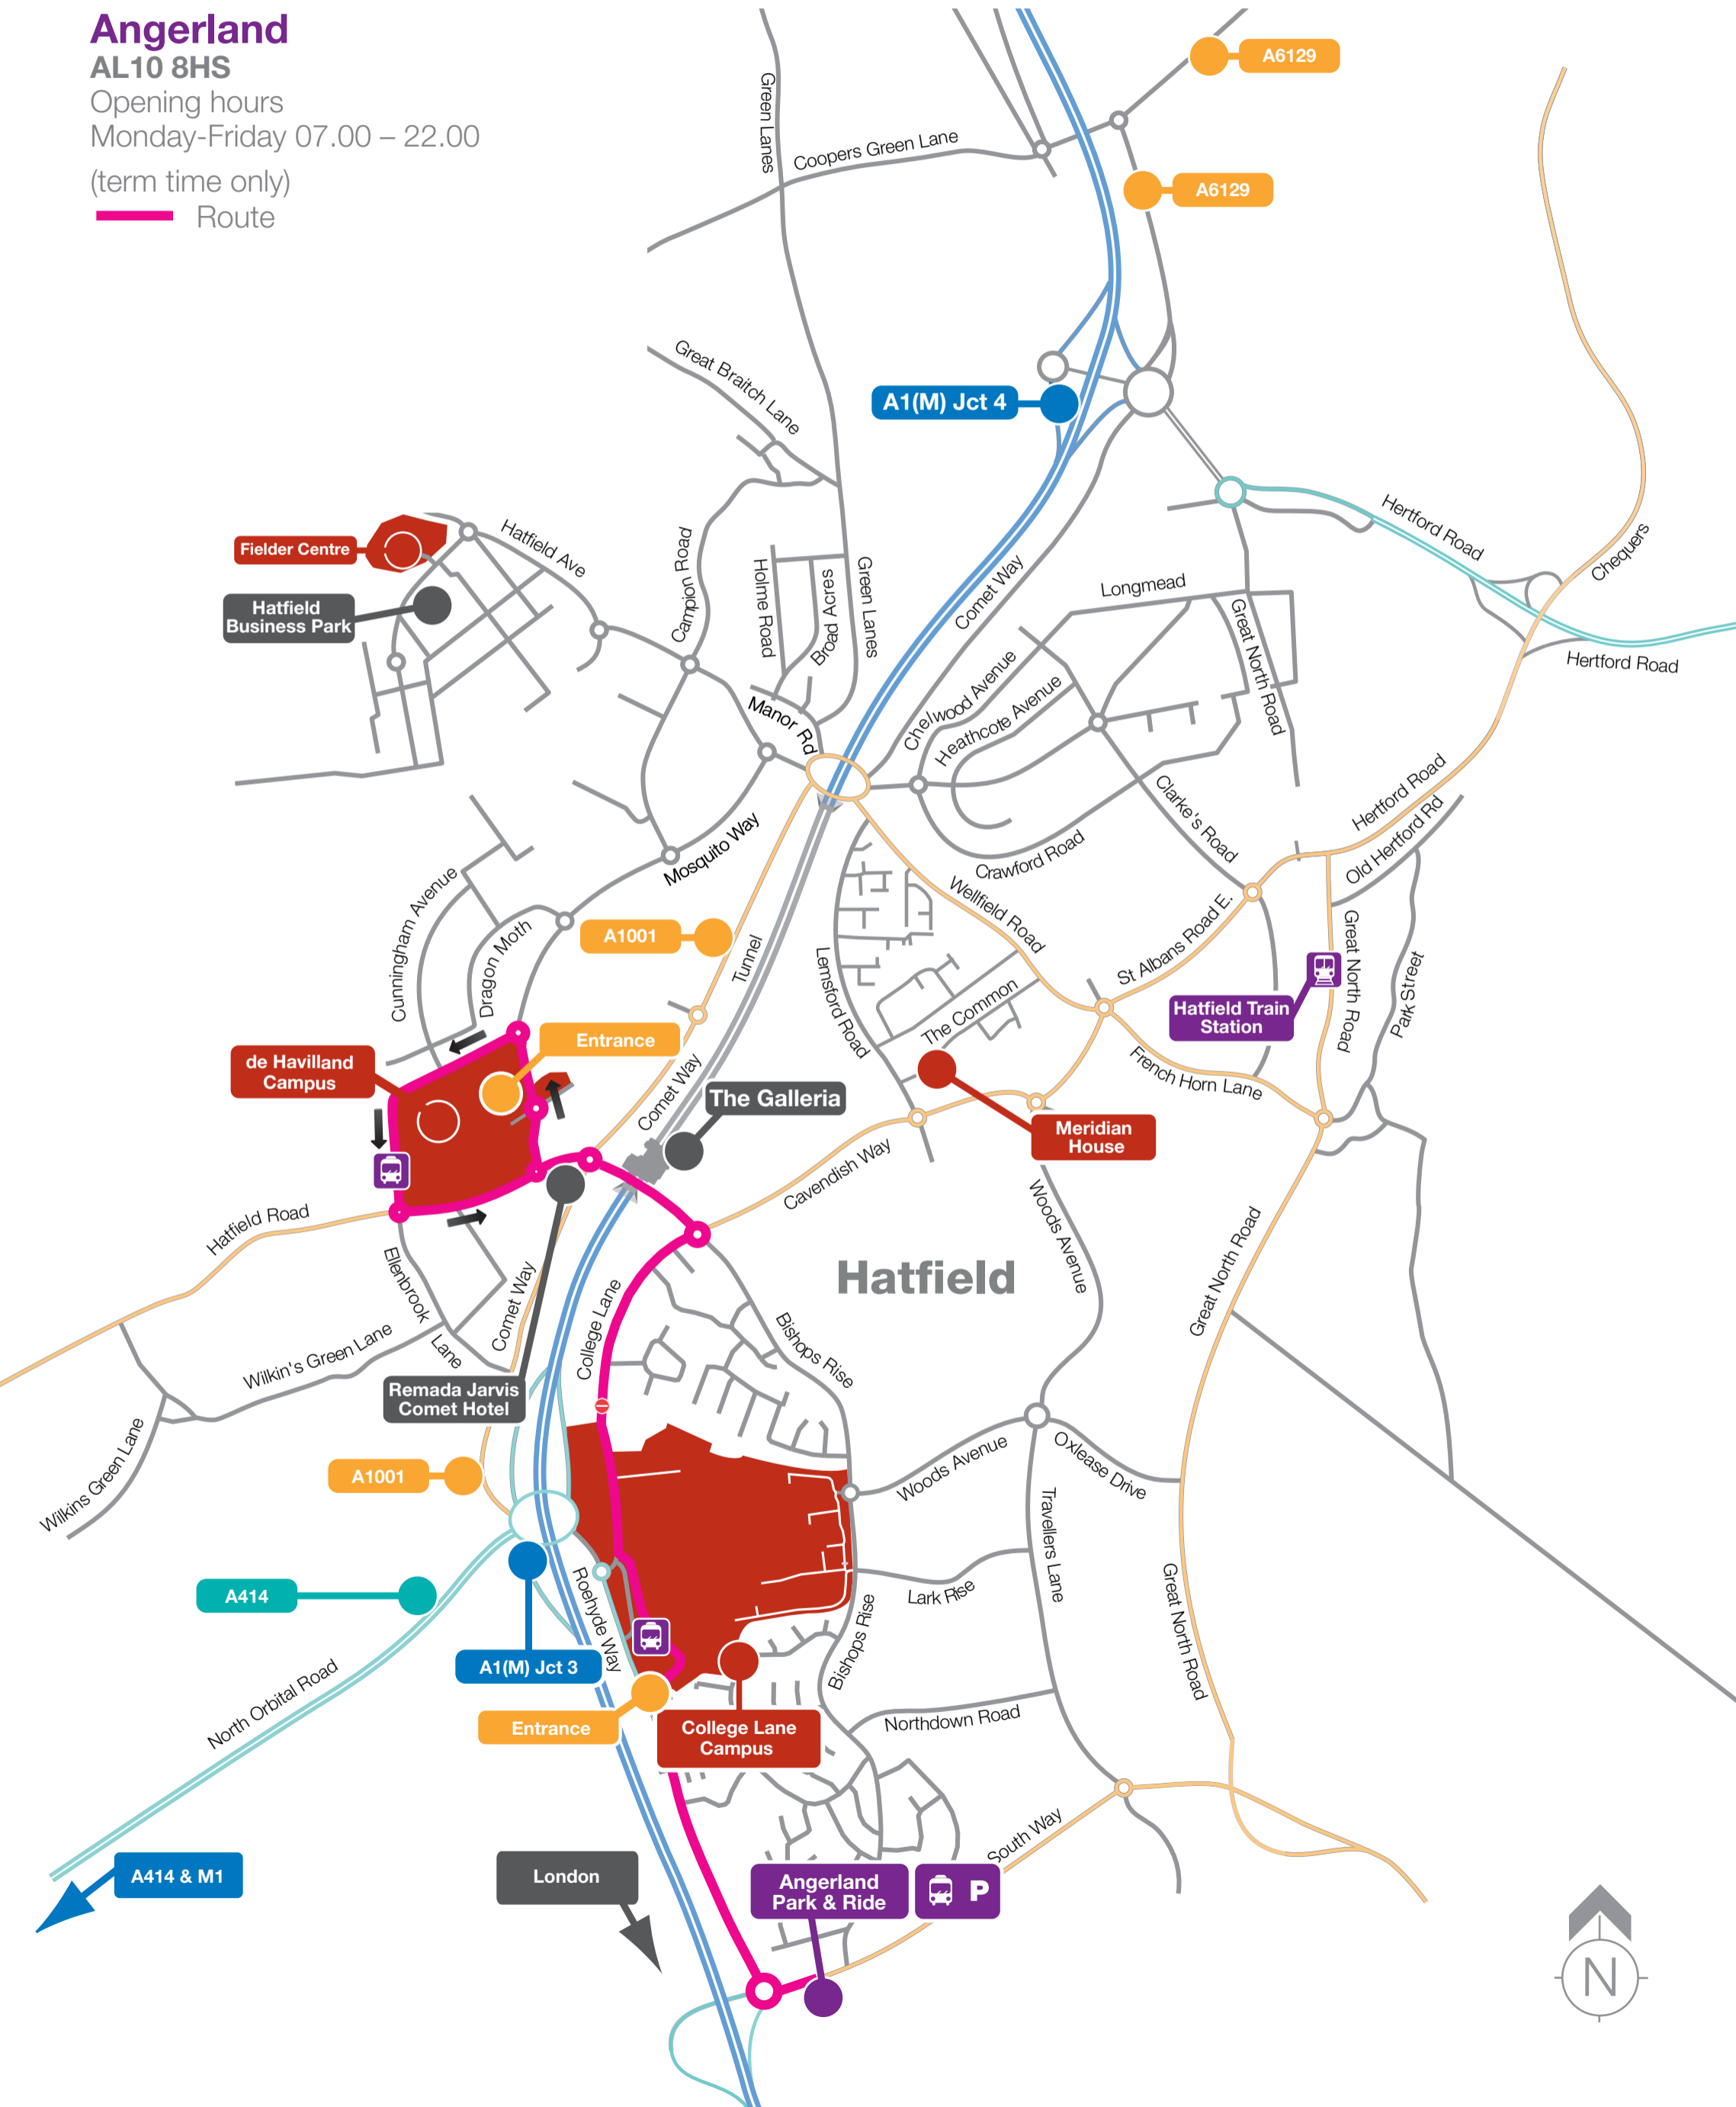 Angerland
AL10 8HS
Opening hours
Monday-Friday 07.00 – 22.00
(term time only)
Route
A6129
Green Lanes
Coopers Green Lane
A6129
Great Braitch Lane
A1(M) Jct 4
Hertford Road
Chequers
Fielder Centre
Hatfield Ave
Campion Road
Holme Road
Broad Acres
Green Lanes
Comet Way
Longmead
Hatfield
Business Park
Great North Road
Hertford Road
Chelwood Avenue
Heathcote Avenue
Manor Rd
Clarke's Road
Hertford Road
Old Hertford Rd
Mosquito Way
Crawford Road
Cunningham Avenue
Dragon Moth
A1001
Tunnel
Wellfield Road
St Albans Road E.
Great North Road
Park Street
Lemsford Road
The Common
Hatfield Train
Station
Entrance
de Havilland
Campus
Comet Way
The Galleria
French Horn Lane
Meridian
House
Cavendish Way
Woods Avenue
Hatfield Road
Ellenbrook
Lane
Comet Way
College Lane
Hatfield
Great North Road
Bishops Rise
Wilkin's Green Lane
Remada Jarvis
Comet Hotel
Wilkins Green Lane
A1001
Woods Avenue
Oxlease Drive
Travellers Lane
A414
Roehyde Way
Lark Rise
Bishops Rise
Great North Road
A1(M) Jct 3
North Orbital Road
Entrance
College Lane
Campus
Northdown Road
South Way
A414 & M1
London
Angerland
Park & Ride
P
N